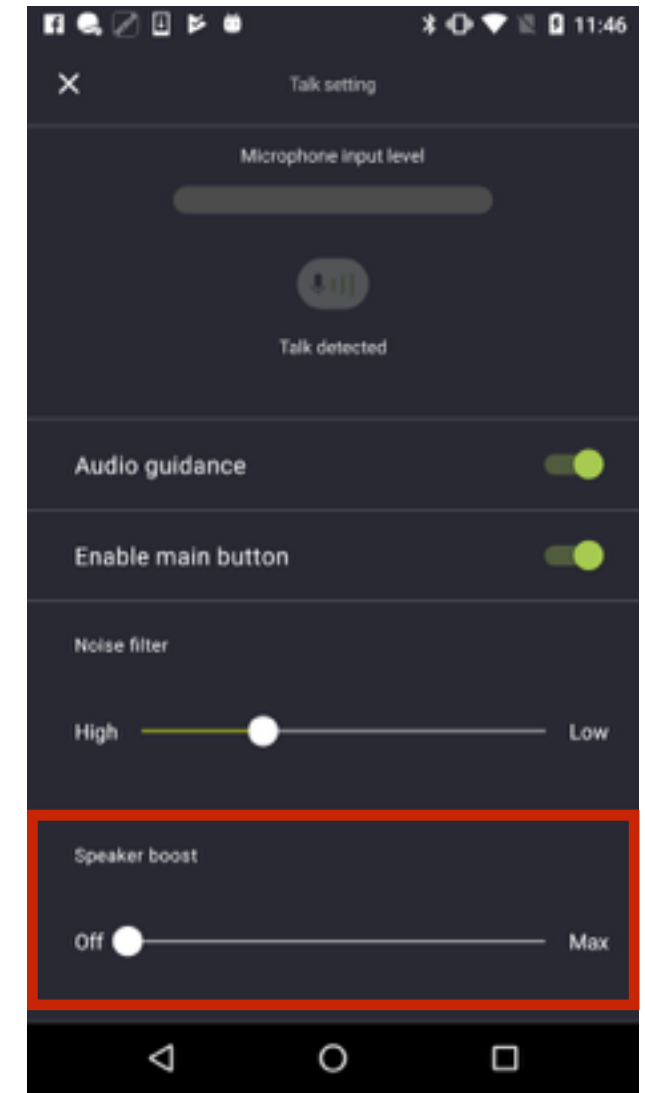 11:46
Talk setting
Microphone input level
Talk detected
Audio guidance
Enable main button
Noise filter
High Low
Speaker boost
Off Max